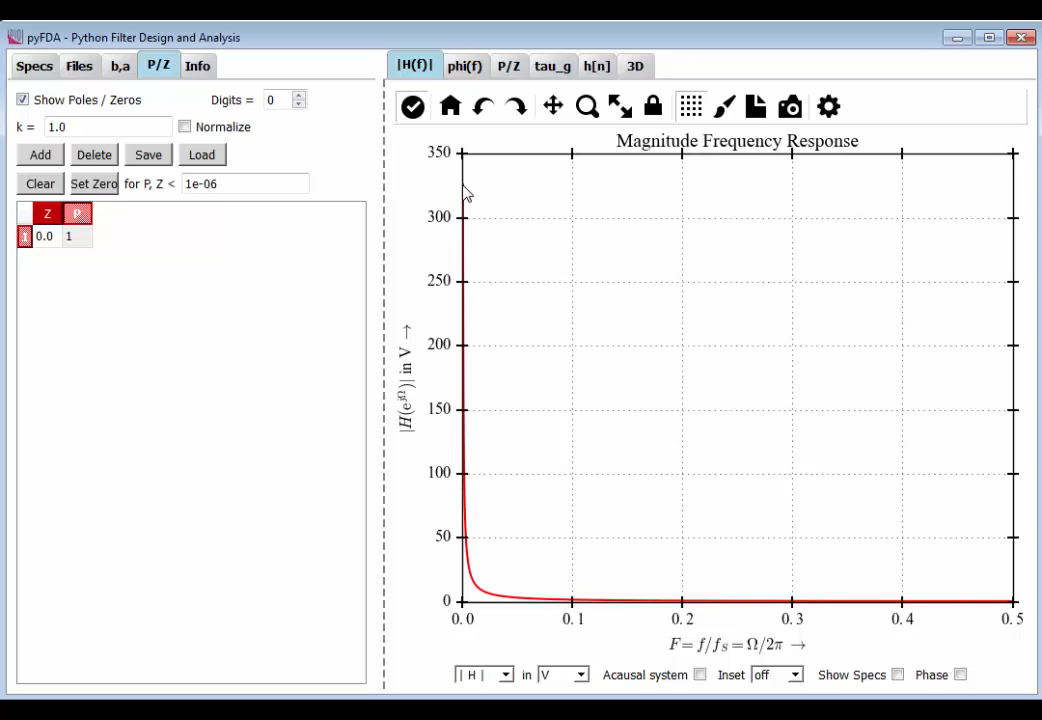 pyFDA - Python Filter Design and Analysis
Specs Files b,a P/Z Info
|H(f)| phi(f) P/Z tau_g h[n] 3D
Show Poles / Zeros Digits = 0
k = 1.0 Normalize
Add Delete Save Load
Clear Set Zero for P, Z < 1e-06
Z P
1 0.0 1
Magnitude Frequency Response
350
300
250
200
150
100
50
0
|H(e^{jΩ})| in V →
0.0 0.1 0.2 0.3 0.4 0.5
F = f/f_S = Ω/2π →
| H | in V Acausal system Inset off Show Specs Phase